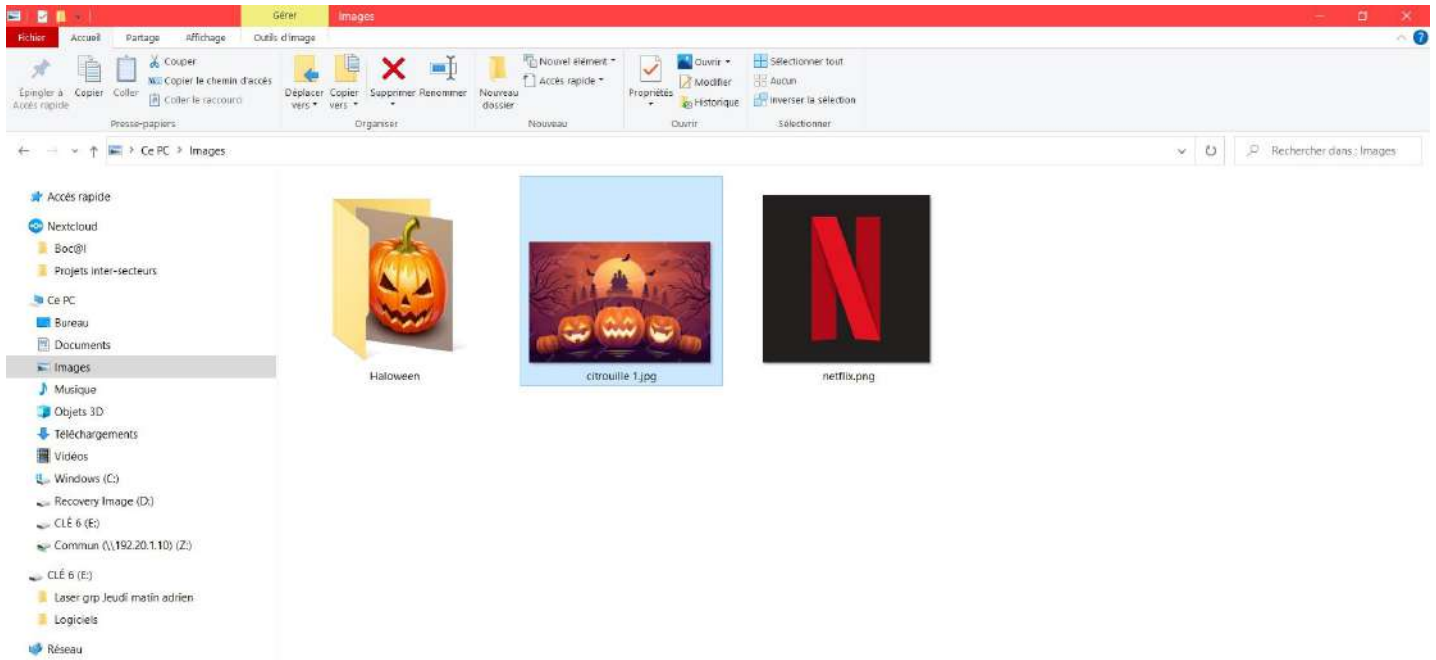 Gérer Images
Fichier Accueil Partage Affichage Outils d'image
Épingler à Accès rapide
Copier
Coller
Couper
Copier le chemin d'accès
Coller le raccourci
Presse-papiers
Déplacer vers
Copier vers
Supprimer
Renommer
Organiser
Nouveau dossier
Nouvel élément
Accès rapide
Nouveau
Propriétés
Ouvrir
Modifier
Historique
Ouvrir
Sélectionner tout
Aucun
Inverser la sélection
Sélectionner
Ce PC > Images
Rechercher dans : Images
Accès rapide
Nextcloud
Boc@l
Projets inter-secteurs
Ce PC
Bureau
Documents
Images
Musique
Objets 3D
Téléchargements
Vidéos
Windows (C:)
Recovery Image (D:)
CLÉ 6 (E:)
Commun (\\192.20.1.10) (Z:)
CLÉ 6 (E:)
Laser grp Jeudi matin adrien
Logiciels
Réseau
Haloween
citrouille 1.jpg
netflix.png